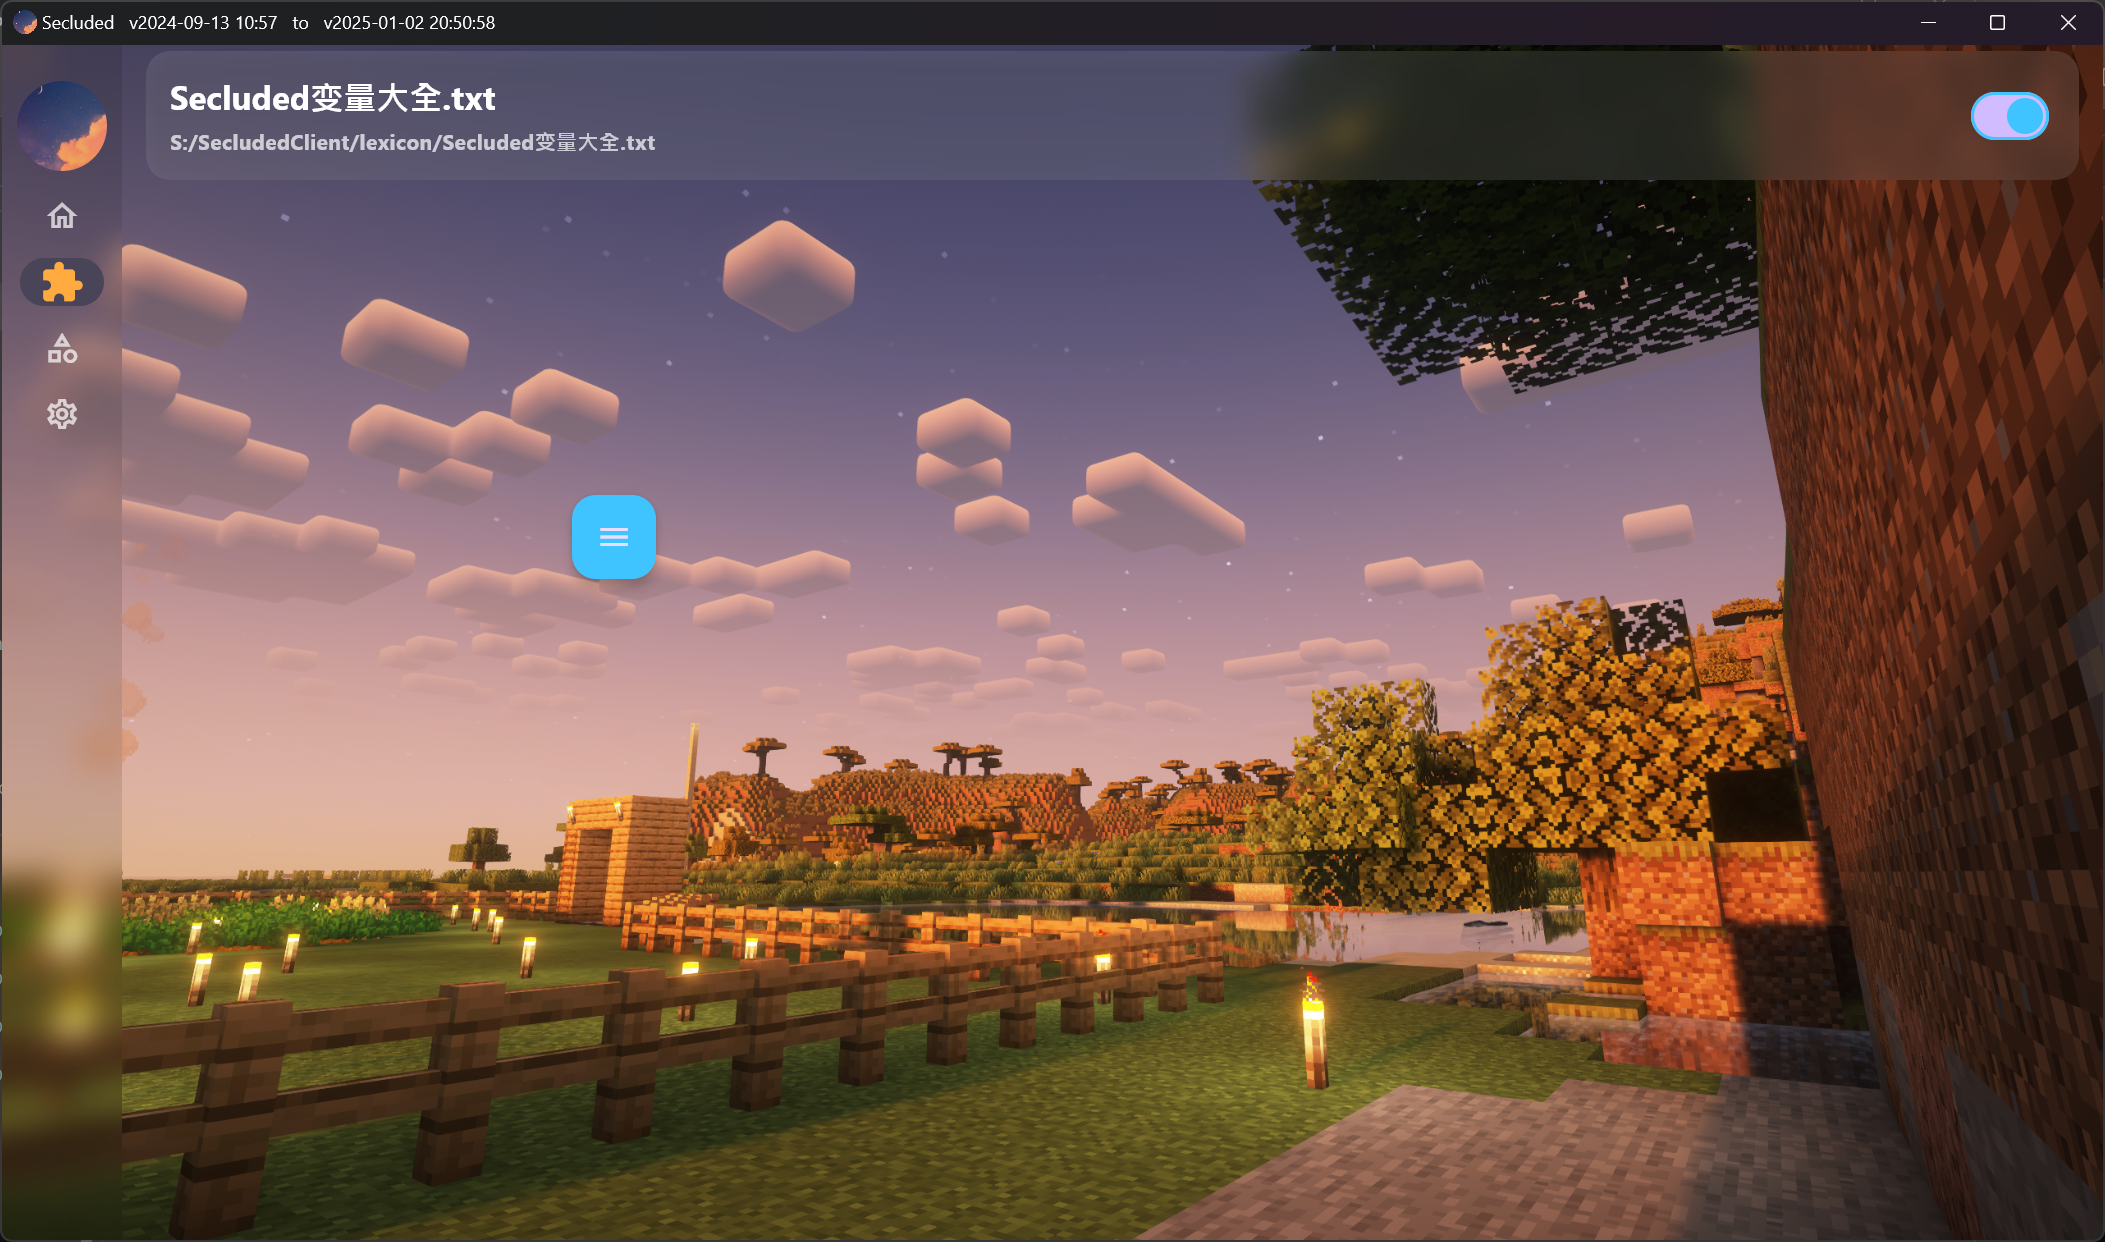 Secluded v2024-09-13 10:57 to v2025-01-02 20:50:58
Secluded变量大全.txt
S:/SecludedClient/lexicon/Secluded变量大全.txt